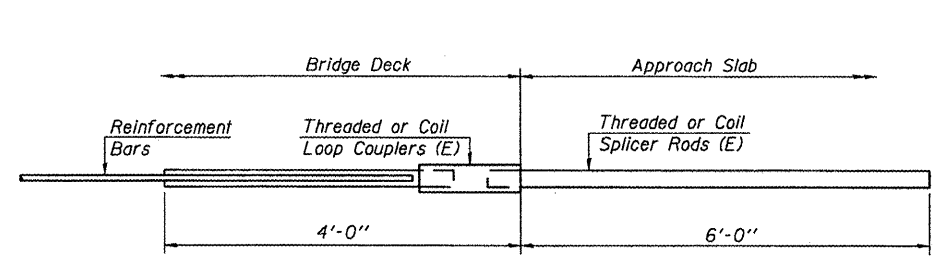 Bridge Deck
Approach Slab
Reinforcement
Bars
Threaded or Coil
Loop Couplers (E)
Threaded or Coil
Splicer Rods (E)
4'-0"
6'-0"